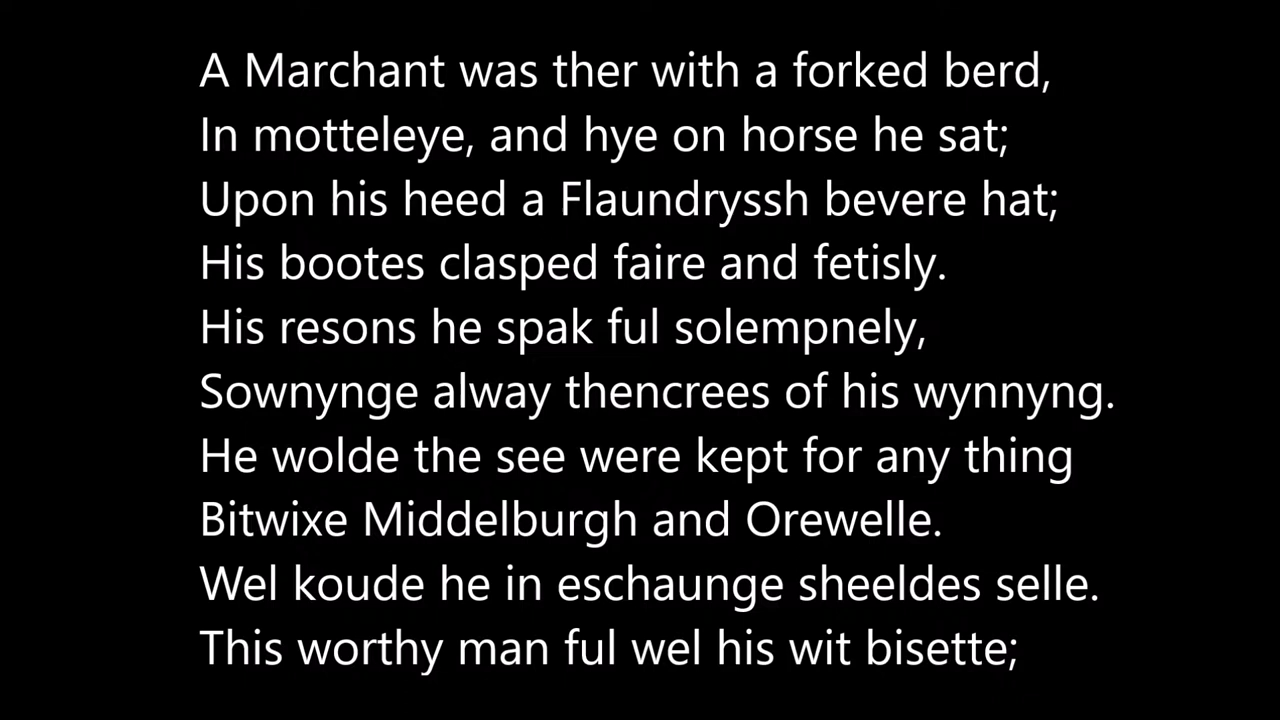 A Marchant was ther with a forked berd,
In motteleye, and hye on horse he sat;
Upon his heed a Flaundryssh bevere hat;
His bootes clasped faire and fetisly.
His resons he spak ful solempnely,
Sownynge alway thencrees of his wynnyng.
He wolde the see were kept for any thing
Bitwixe Middelburgh and Orewelle.
Wel koude he in eschaunge sheeldes selle.
This worthy man ful wel his wit bisette;